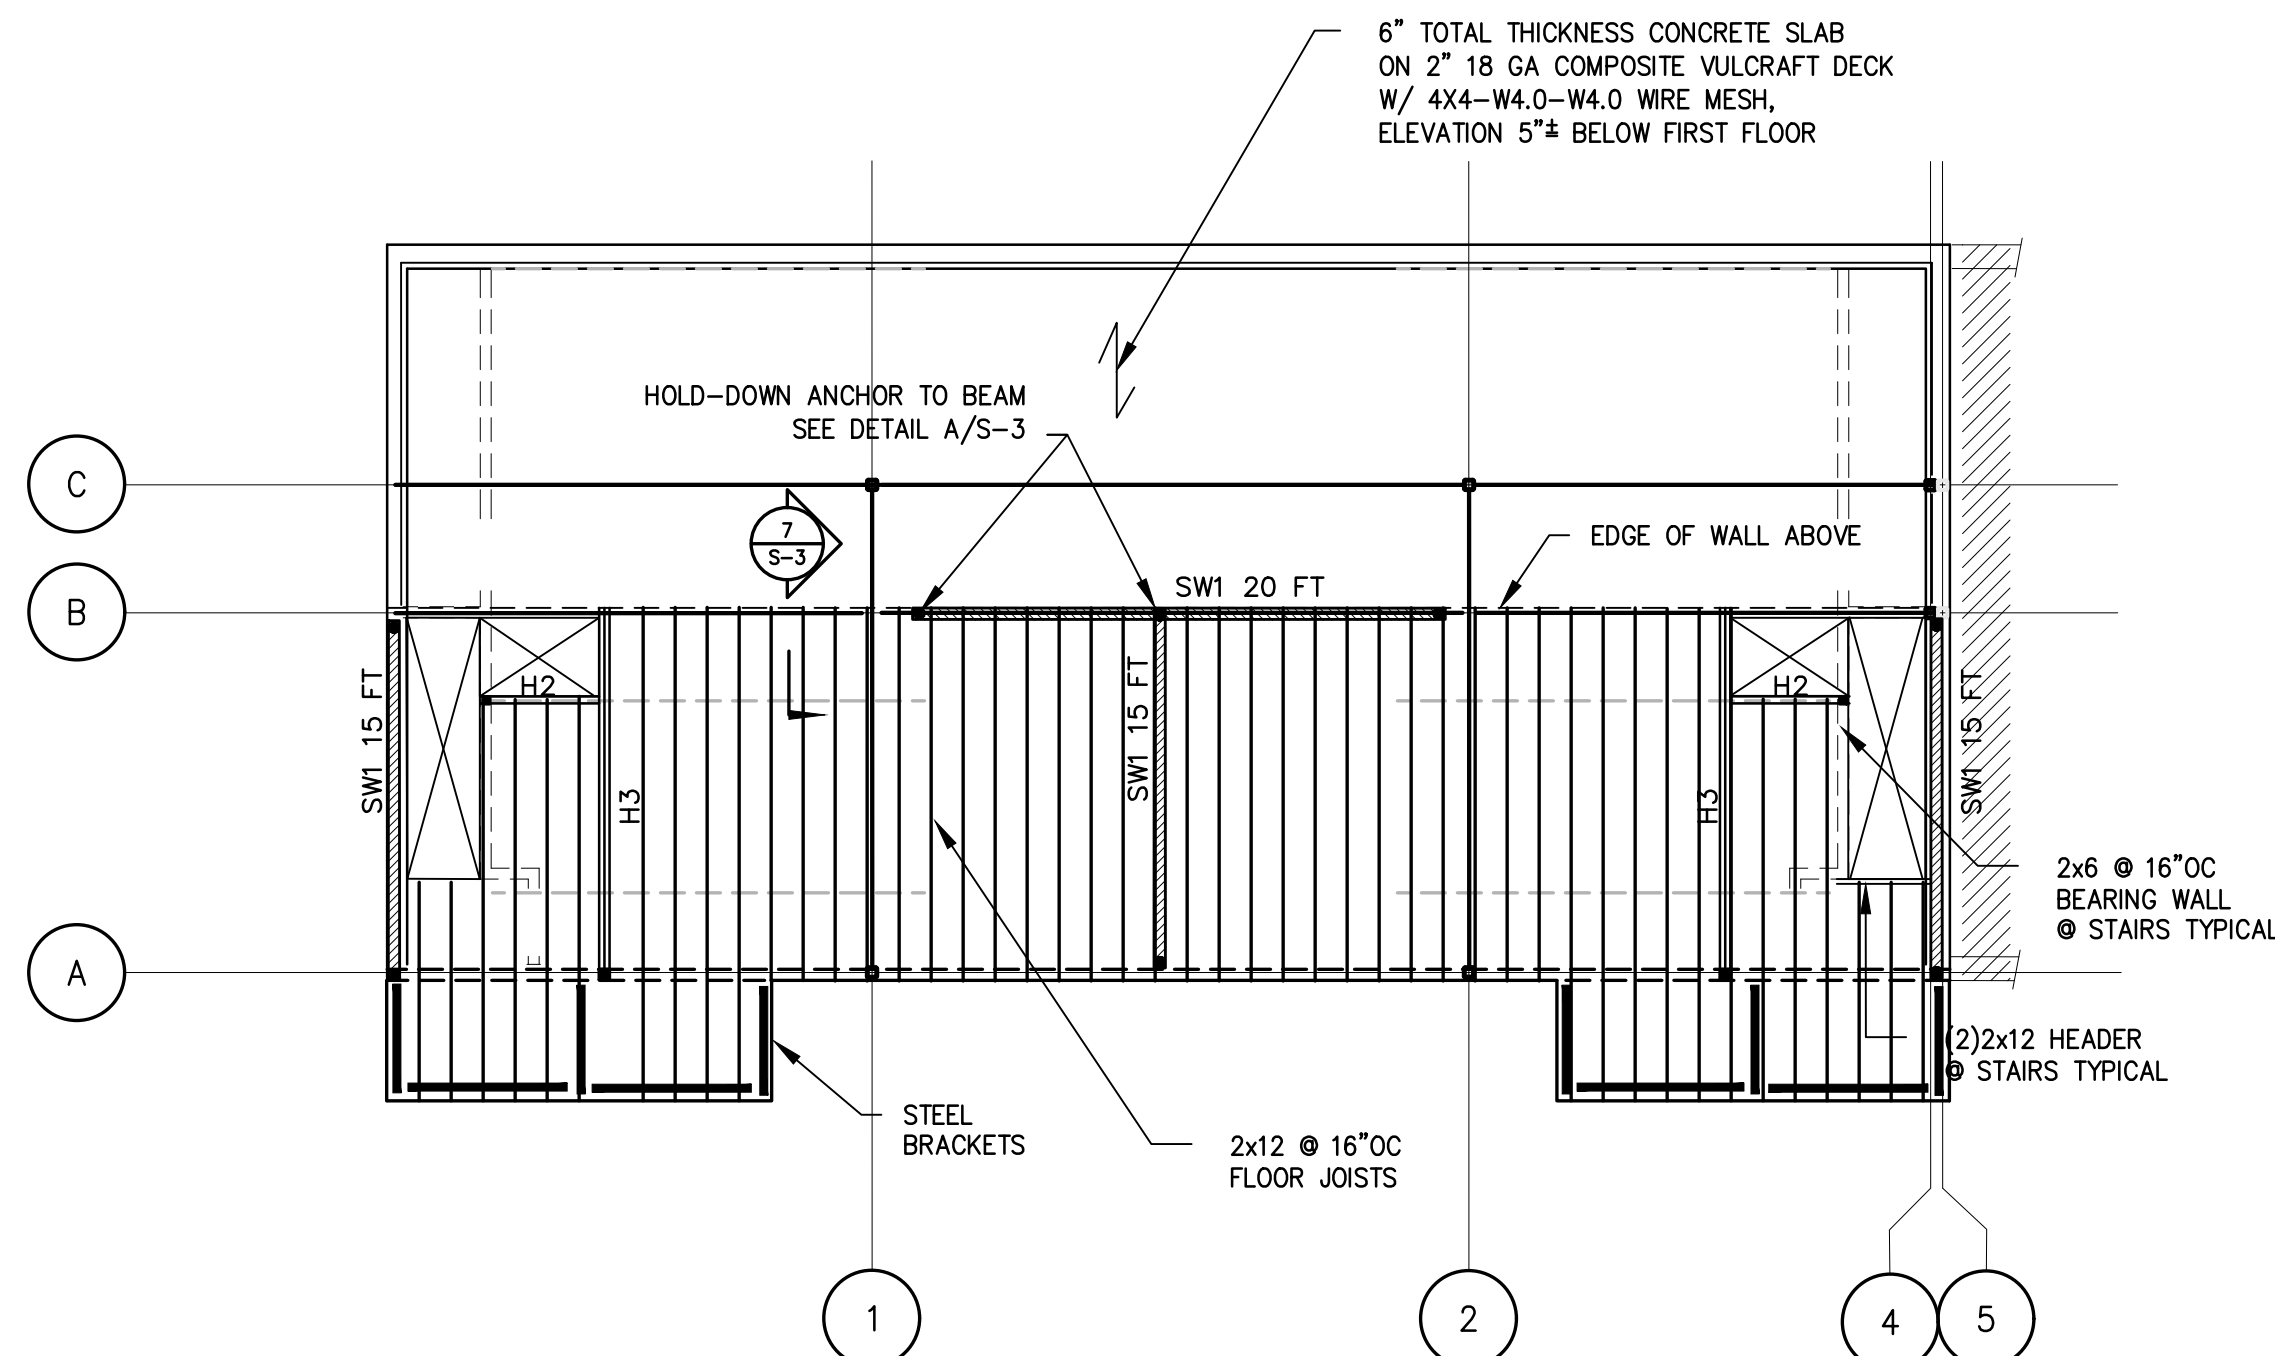 6” TOTAL THICKNESS CONCRETE SLAB
ON 2” 18 GA COMPOSITE VULCRAFT DECK
W/ 4X4-W4.0-W4.0 WIRE MESH,
ELEVATION 5”± BELOW FIRST FLOOR
HOLD-DOWN ANCHOR TO BEAM
SEE DETAIL A/S-3
C
7
S-3
EDGE OF WALL ABOVE
SW1 20 FT
B
SW1 15 FT
H2
H3
SW1 15 FT
H3
H2
SW1 15 FT
2x6 @ 16”OC
BEARING WALL
@ STAIRS TYPICAL
A
(2)2x12 HEADER
@ STAIRS TYPICAL
STEEL
BRACKETS
2x12 @ 16”OC
FLOOR JOISTS
1
2
4
5